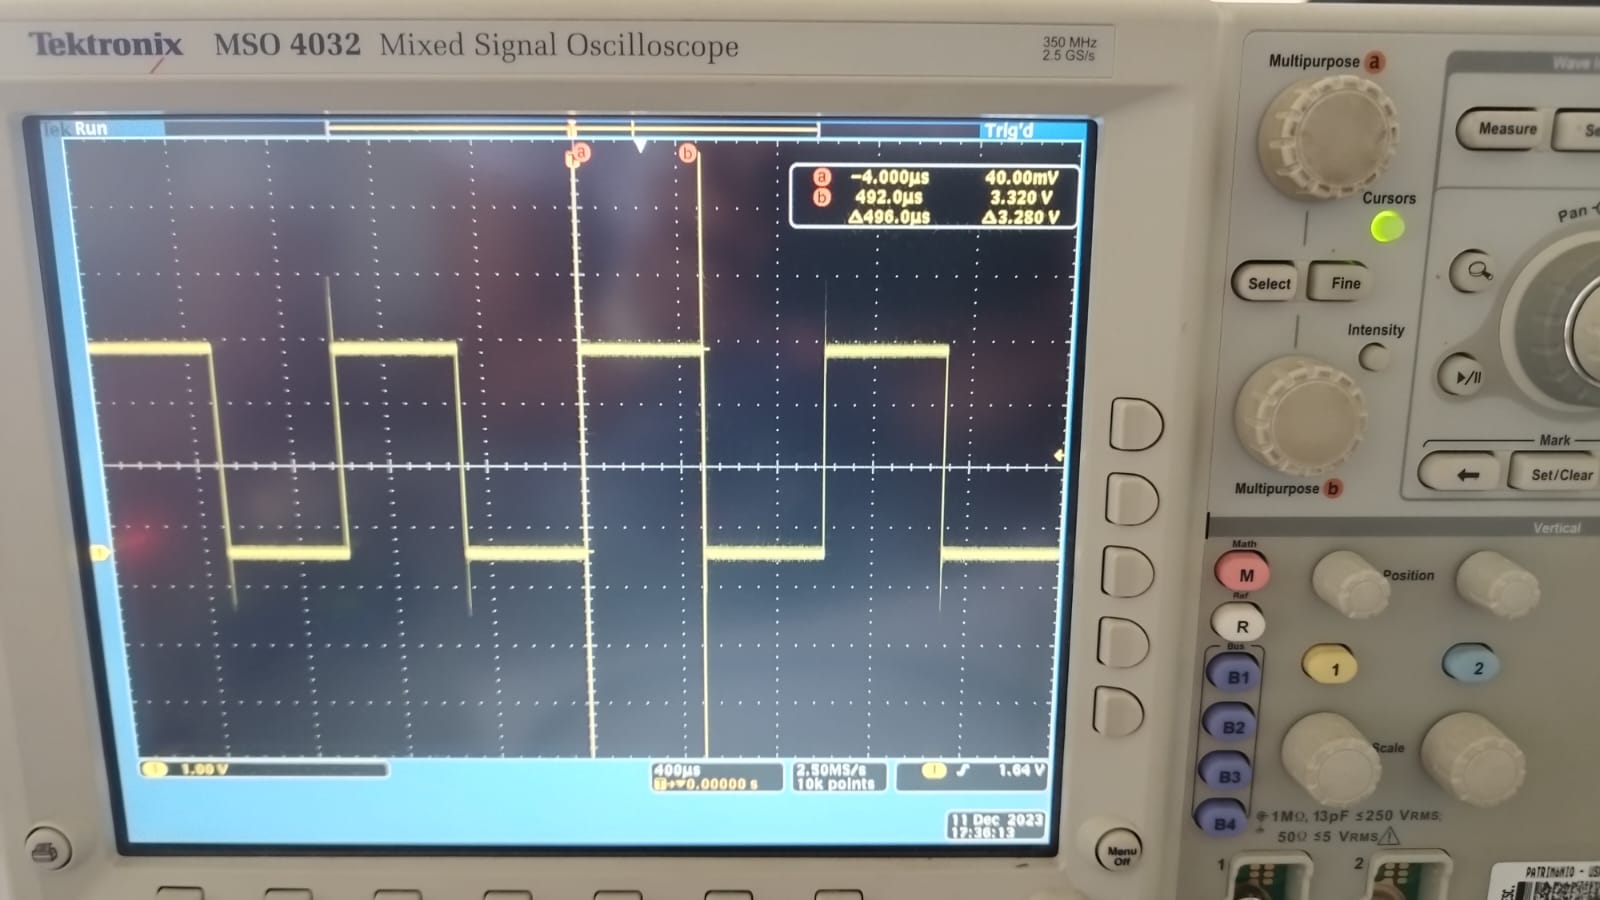 Tektronix MSO 4032 Mixed Signal Oscilloscope
350 MHz
2.5 GS/s
Tek Run
Trig'd
a
b
a -4.000µs 40.00mV
b 492.0µs 3.320 V
Δ496.0µs Δ3.280 V
1
1 1.00 V
400µs
0.00000 s
2.50MS/s
10k points
1 1.64 V
11 Dec 2023
17:36:13
Menu
Off
Multipurpose a
Cursors
Select
Fine
Intensity
Multipurpose b
Measure
Pan
Mark
Set/Clear
Vertical
Math
M
Ref
R
Bus
B1
B2
B3
B4
Position
1
2
Scale
1MΩ, 13pF ≤250 VRMS
50Ω ≤5 VRMS
1
2